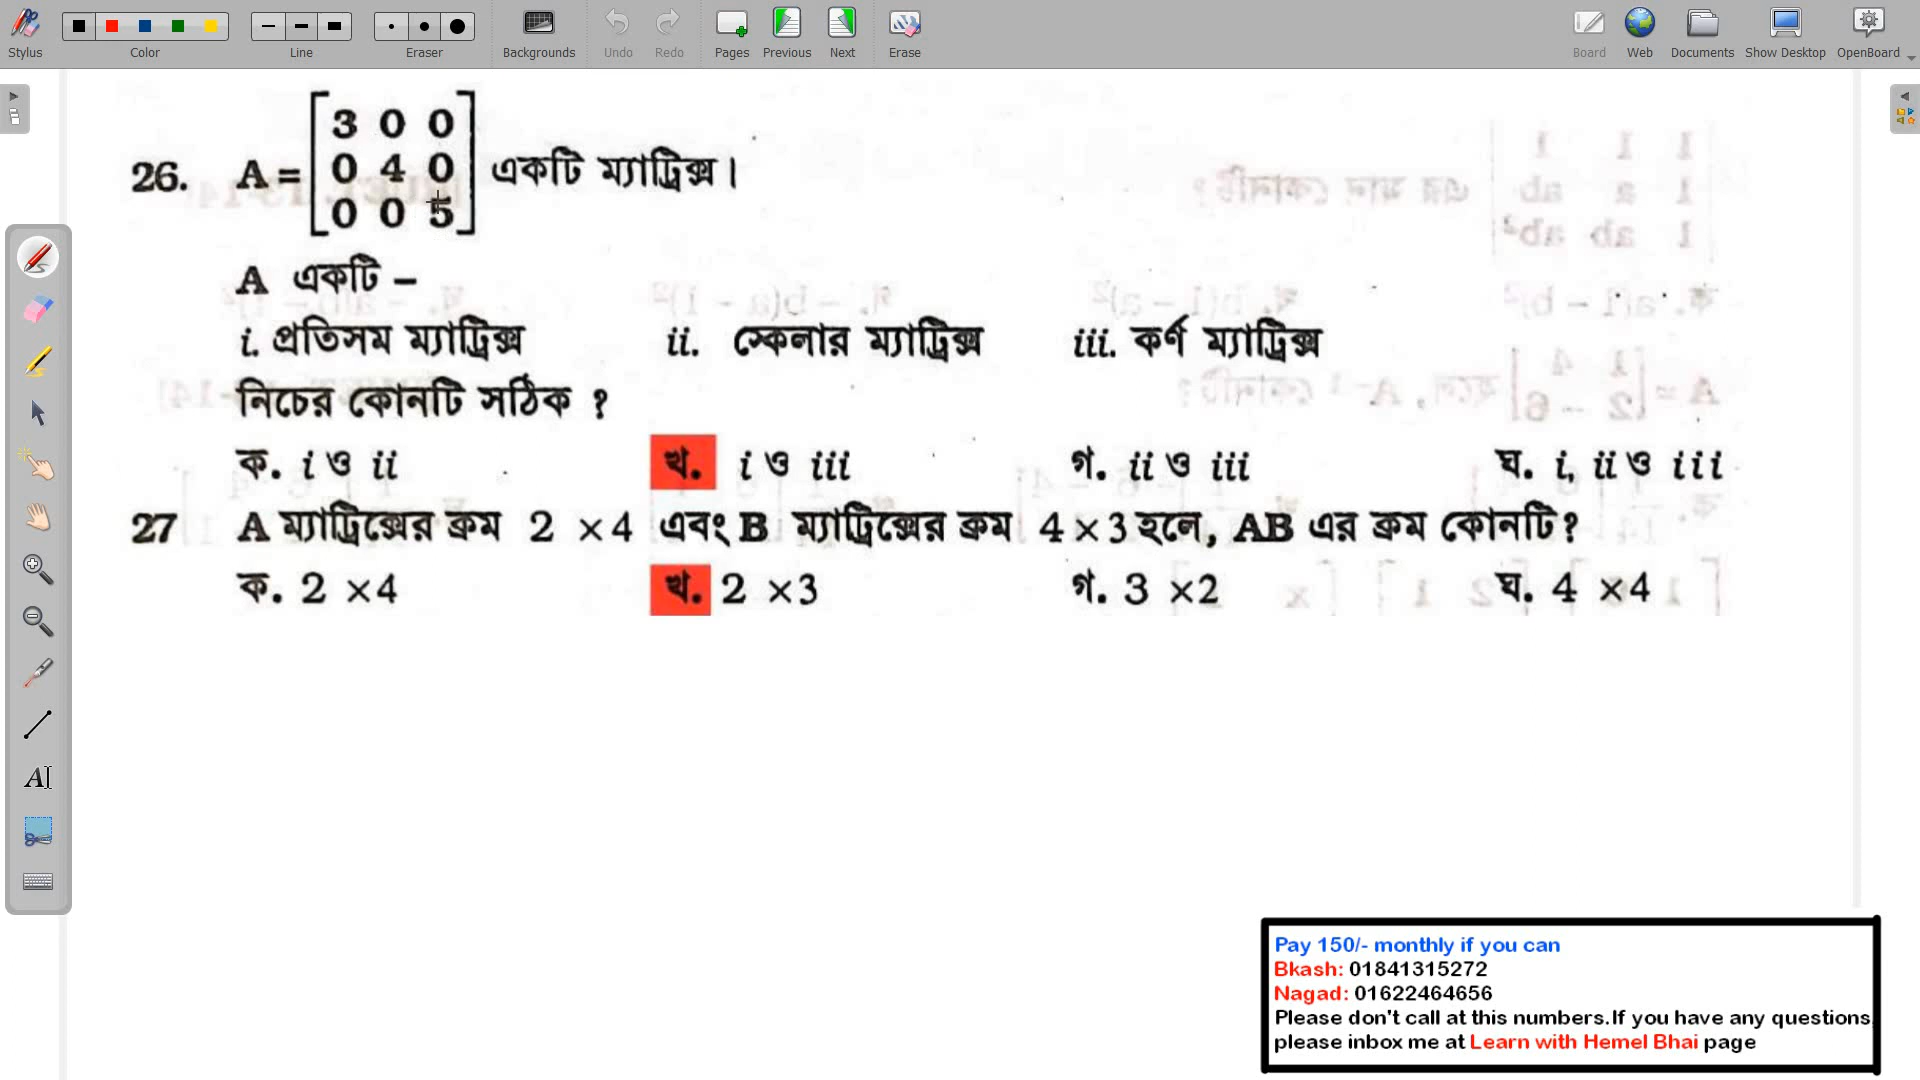 Stylus Color Line Eraser Backgrounds Undo Redo Pages Previous Next Erase Board Web Documents Show Desktop OpenBoard
26. A = [3 0 0
0 4 0
0 0 5] একটি ম্যাট্রিক্স।
A একটি –
i. প্রতিসম ম্যাট্রিক্স ii. স্কেলার ম্যাট্রিক্স iii. কর্ণ ম্যাট্রিক্স
নিচের কোনটি সঠিক ?
ক. i ও ii খ. i ও iii গ. ii ও iii ঘ. i, ii ও iii
27 A ম্যাট্রিক্সের ক্রম 2 ×4 এবং B ম্যাট্রিক্সের ক্রম 4 × 3 হলে, AB এর ক্রম কোনটি?
ক. 2 ×4 খ. 2 ×3 গ. 3 ×2 ঘ. 4 ×4
Pay 150/- monthly if you can
Bkash: 01841315272
Nagad: 01622464656
Please don't call at this numbers.If you have any questions
please inbox me at Learn with Hemel Bhai page